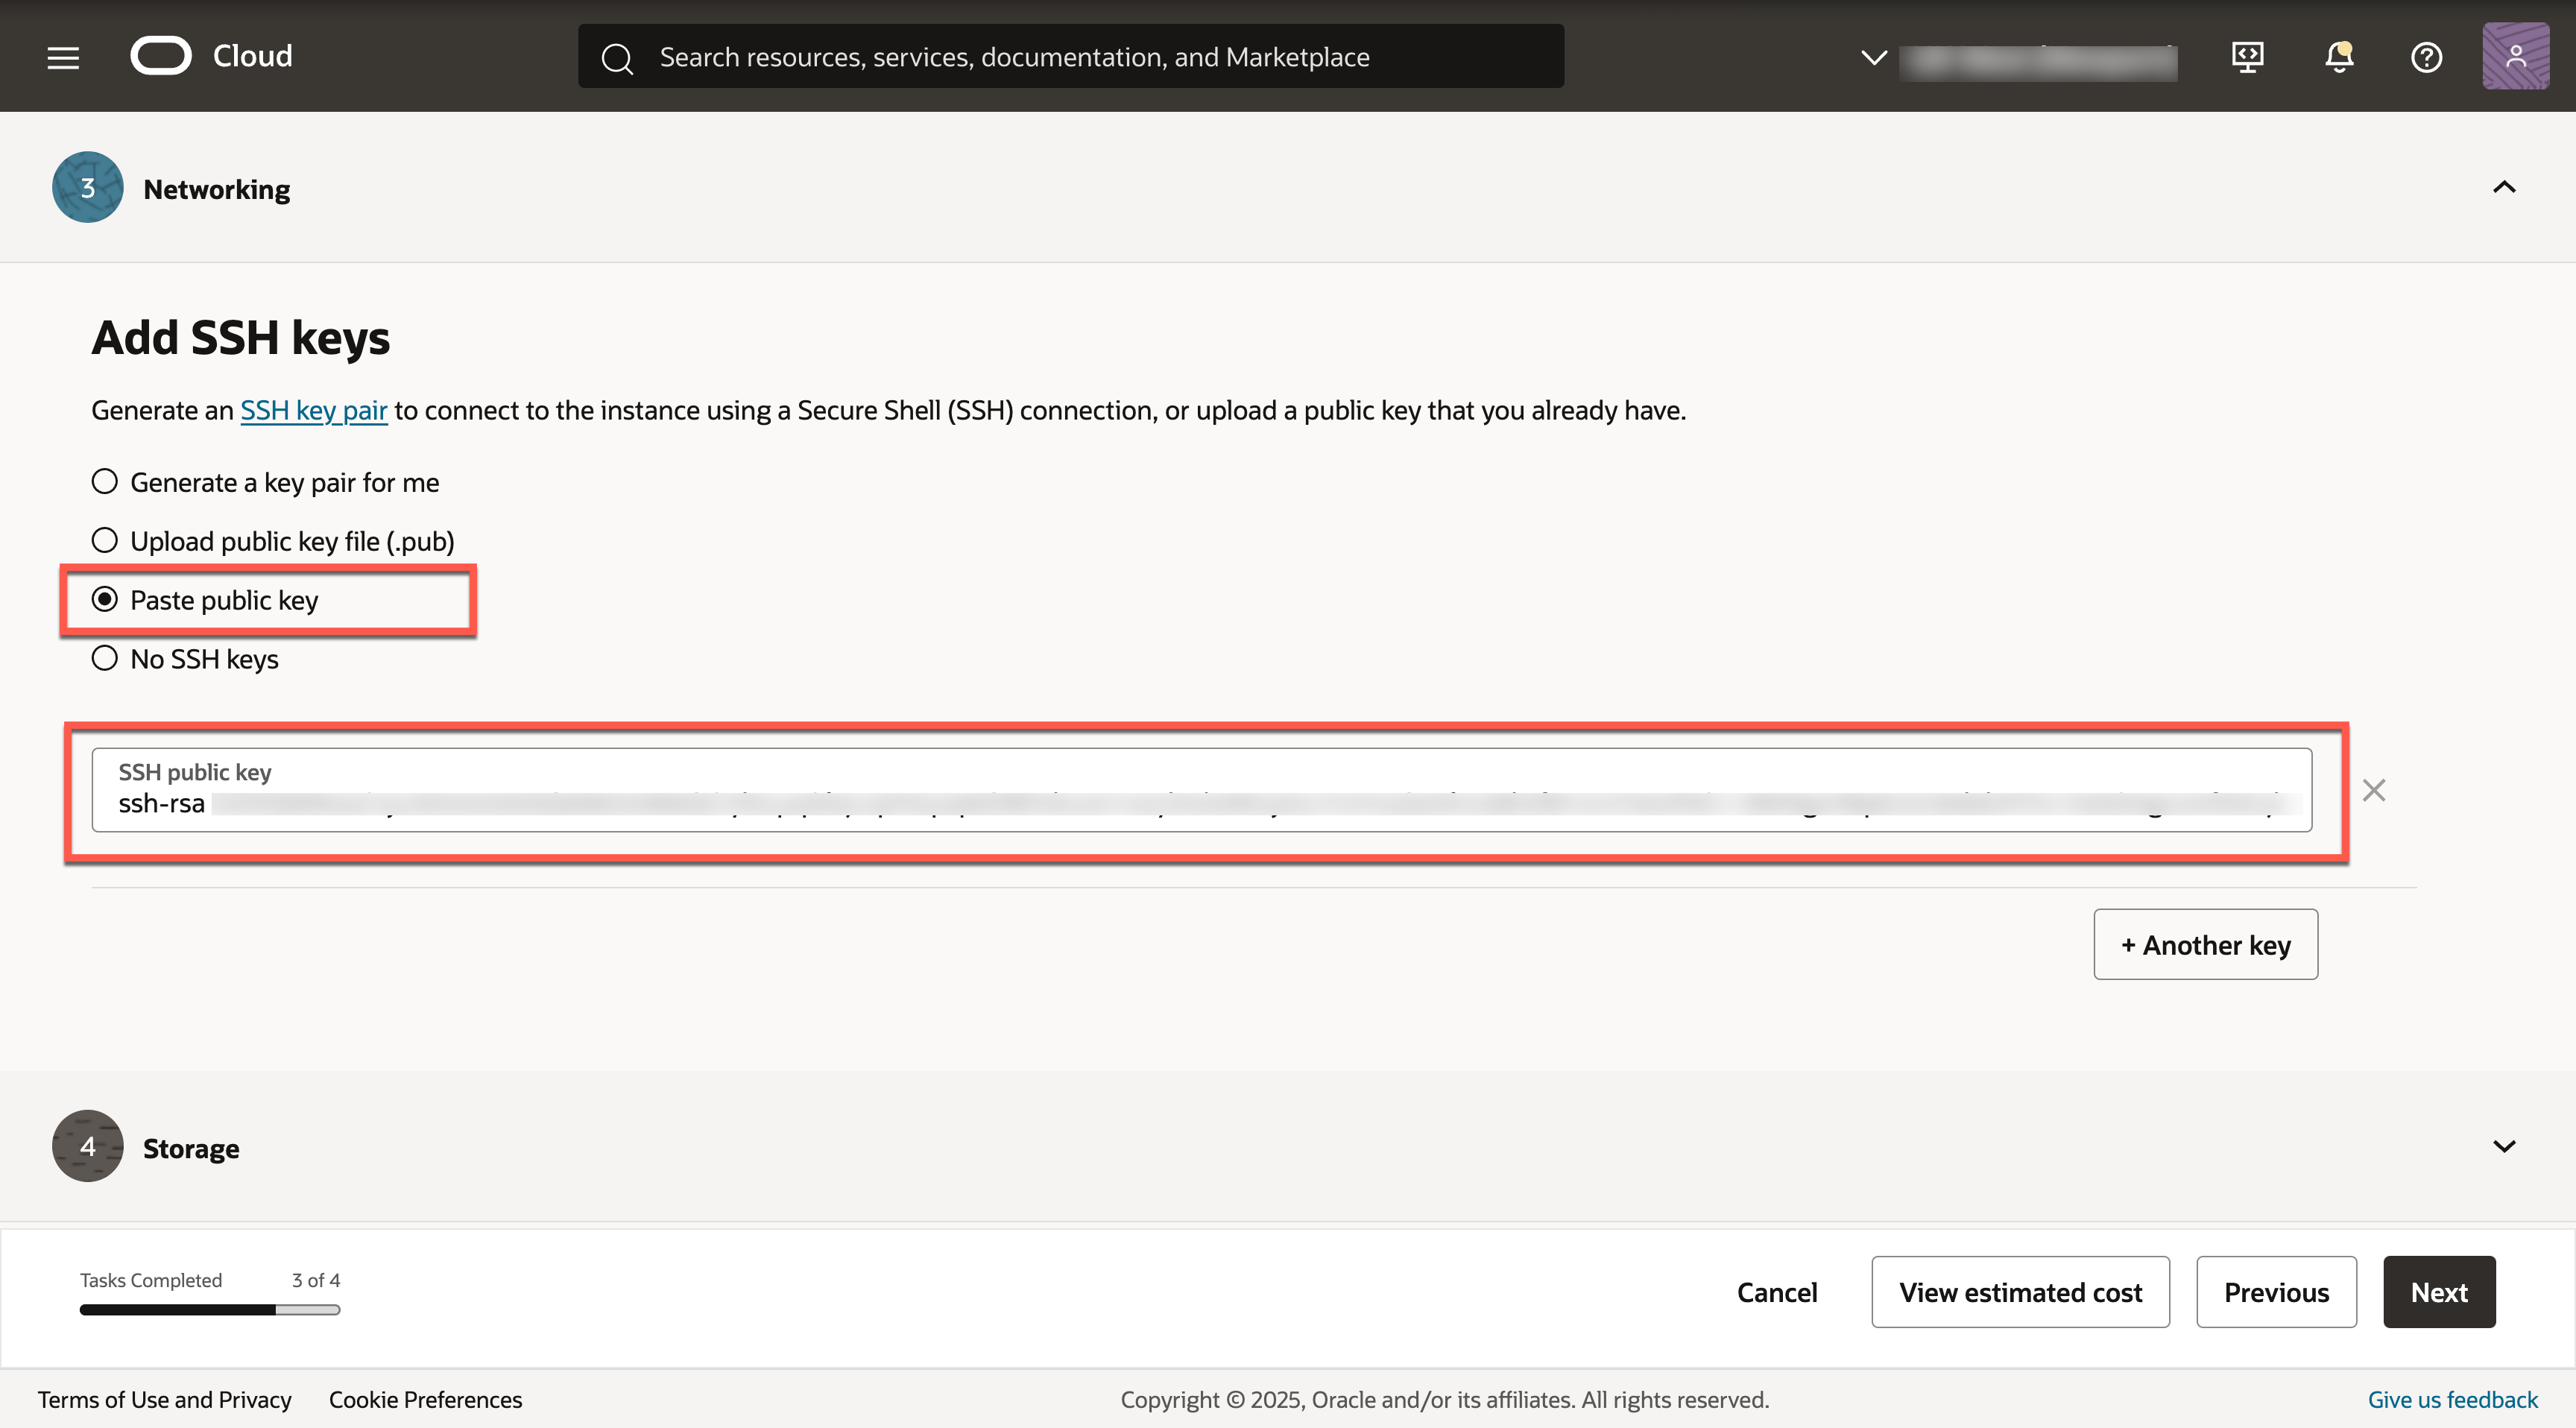 Cloud
Search resources, services, documentation, and Marketplace
3
Networking
Add SSH keys
Generate an SSH key pair to connect to the instance using a Secure Shell (SSH) connection, or upload a public key that you already have.
Generate a key pair for me
Upload public key file (.pub)
Paste public key
No SSH keys
SSH public key
ssh-rsa
+ Another key
4
Storage
Tasks Completed 3 of 4
Cancel
View estimated cost
Previous
Next
Terms of Use and Privacy
Cookie Preferences
Copyright © 2025, Oracle and/or its affiliates. All rights reserved.
Give us feedback